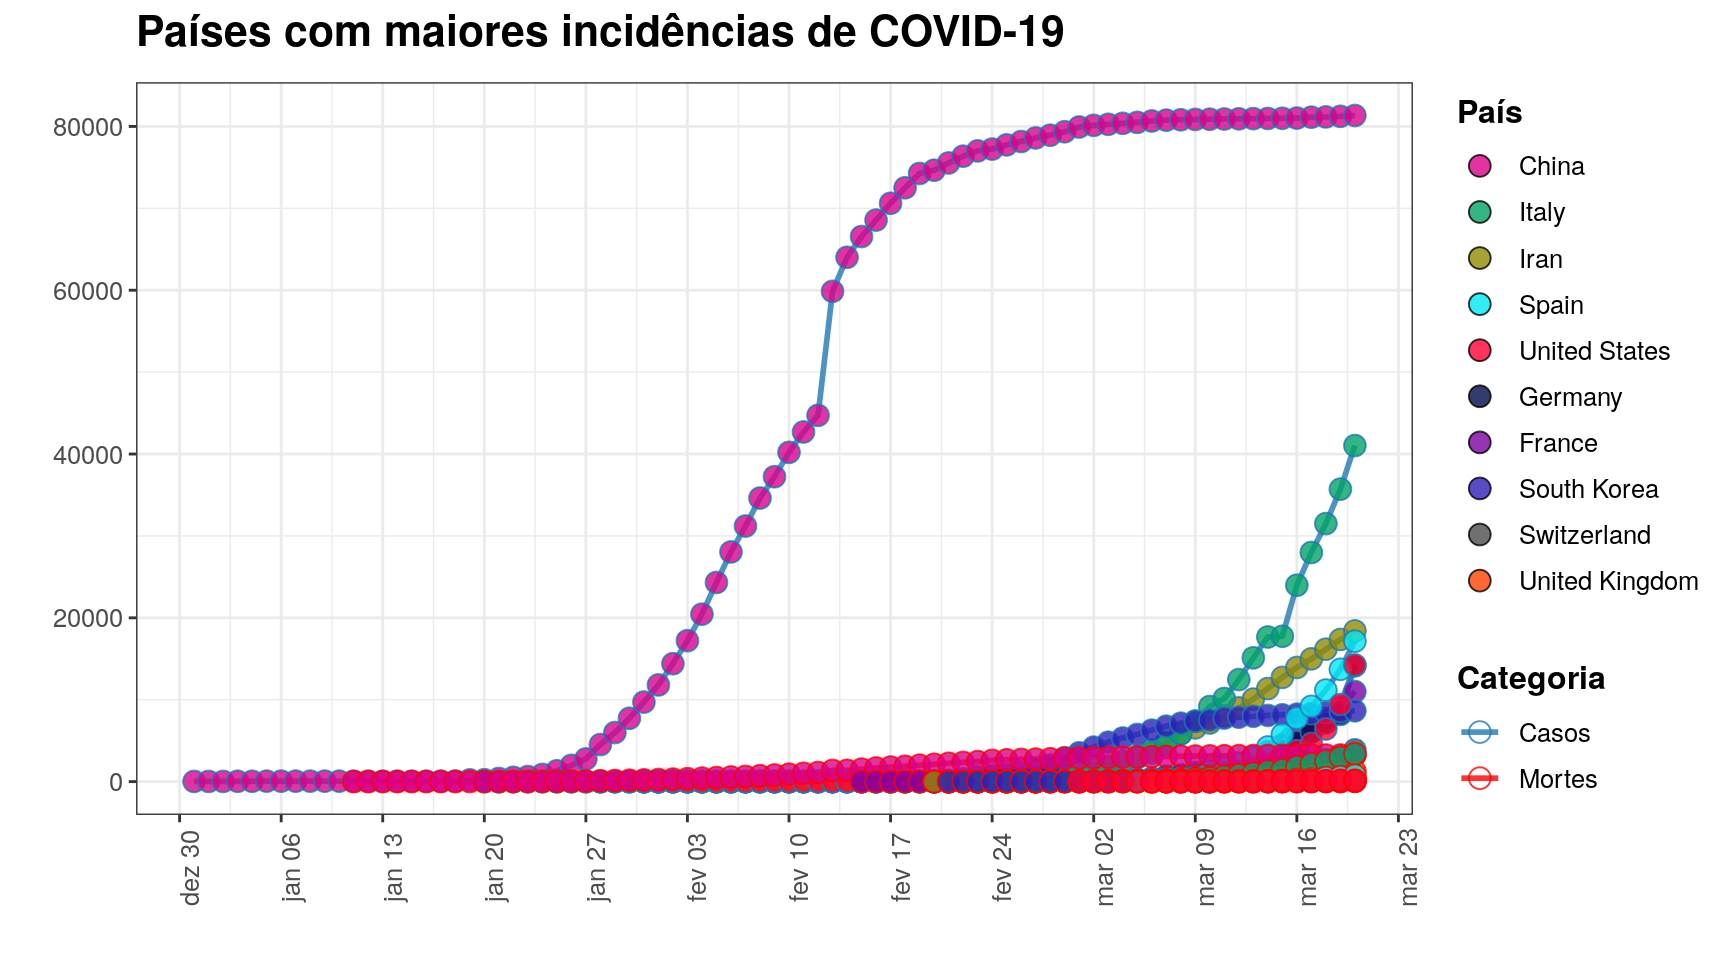 Países com maiores incidências de COVID-19
80000
60000
40000
20000
0
dez 30
jan 06
jan 13
jan 20
jan 27
fev 03
fev 10
fev 17
fev 24
mar 02
mar 09
mar 16
mar 23
País
China
Italy
Iran
Spain
United States
Germany
France
South Korea
Switzerland
United Kingdom
Categoria
Casos
Mortes